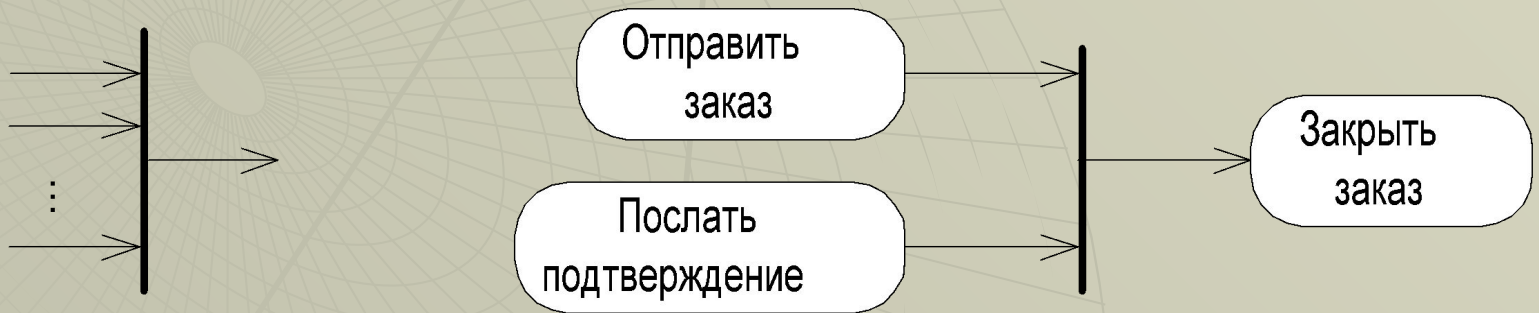 Отправить
заказ
Послать
подтверждение
Закрыть
заказ